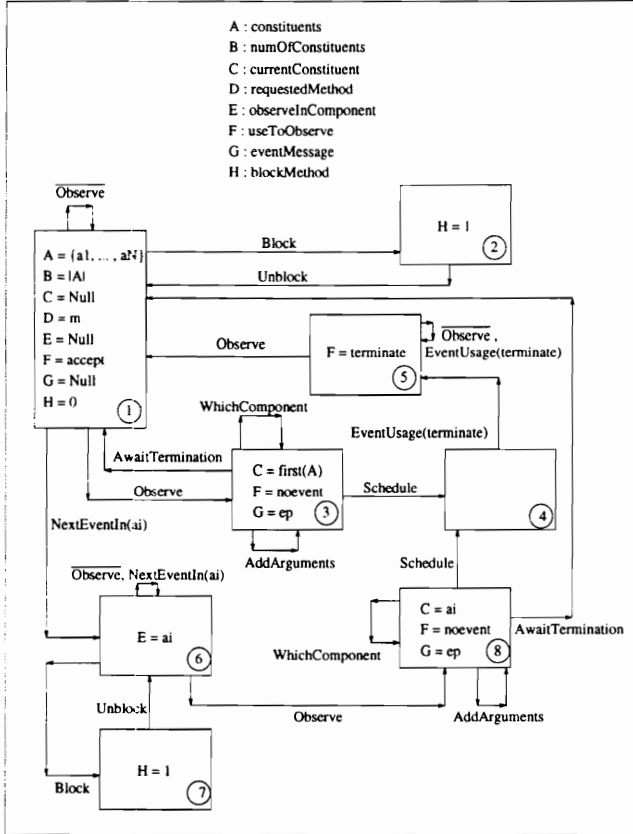 A : constituents
B : numOfConstituents
C : currentConstituent
D : requestedMethod
E : observeInComponent
F : useToObserve
G : eventMessage
H : blockMethod
Observe
A = {a1, ... , aN}
B = |A|
C = Null
D = m
E = Null
F = accept
G = Null
H = 0
1
Block
Unblock
H = 1
2
Observe
F = terminate
5
Observe ,
EventUsage(terminate)
WhichComponent
EventUsage(terminate)
AwaitTermination
Observe
C = first(A)
F = noevent
G = ep
3
Schedule
4
AddArguments
NextEventIn(ai)
Schedule
Observe, NextEventIn(ai)
E = ai
6
WhichComponent
C = ai
F = noevent
G = ep
8
AwaitTermination
Unblock
Observe
AddArguments
Block
H = 1
7